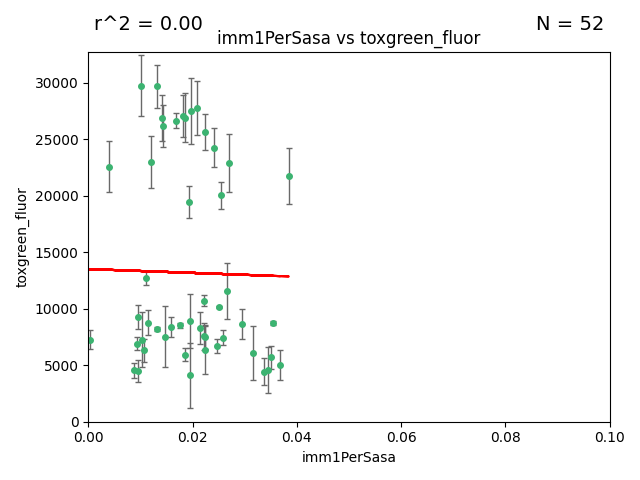 r^2 = 0.00
N = 52
imm1PerSasa vs toxgreen_fluor
30000
25000
20000
15000
10000
5000
0
toxgreen_fluor
0.00 0.02 0.04 0.06 0.08 0.10
imm1PerSasa